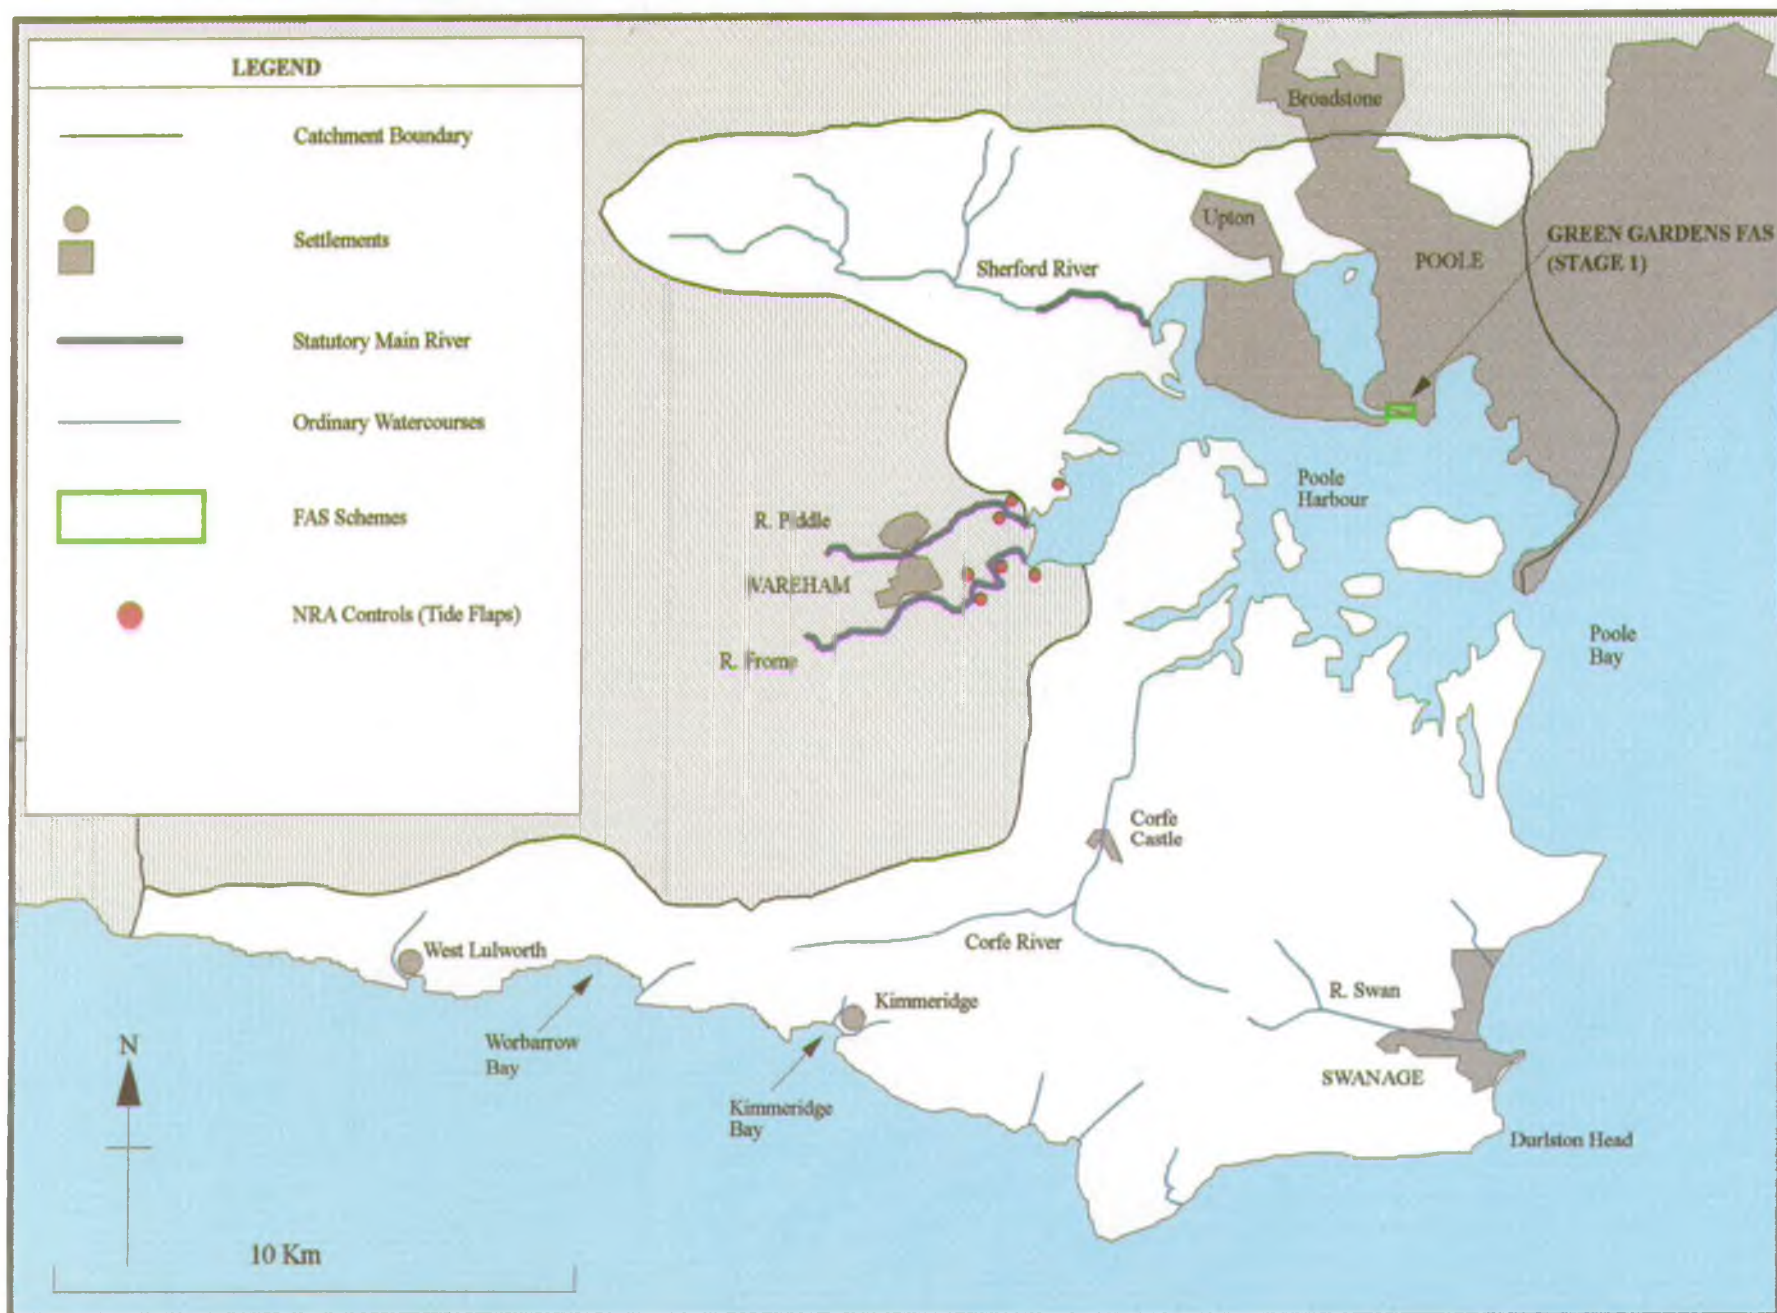 LEGEND
Catchment Boundary
Settlements
Statutory Main River
Ordinary Watercourses
FAS Schemes
NRA Controls (Tide Flaps)
Broadstone
Upton
GREEN GARDENS FAS
(STAGE 1)
POOLE
Sherford River
Poole
Harbour
R. Piddle
WAREHAM
R. Frome
Poole
Bay
Corfe
Castle
West Lulworth
Corfe River
Kimmeridge
R. Swan
Worbarrow
Bay
N
SWANAGE
Kimmeridge
Bay
Durlston Head
10 Km